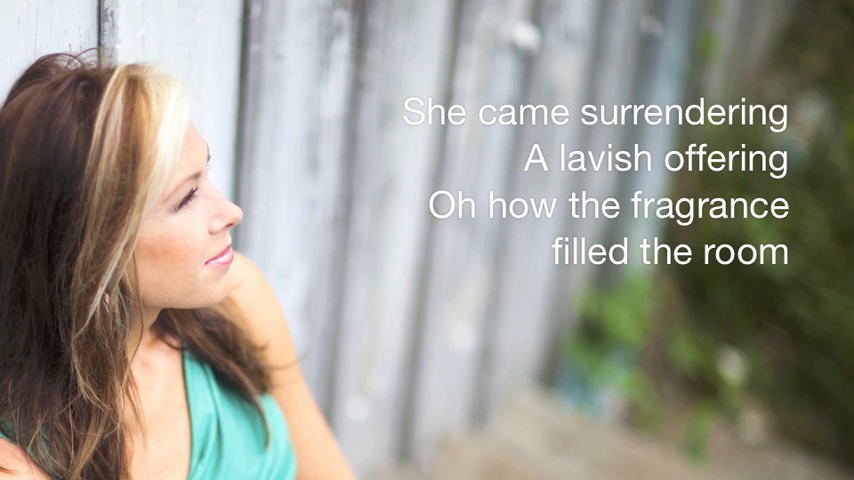 She came surrendering
A lavish offering
Oh how the fragrance
filled the room